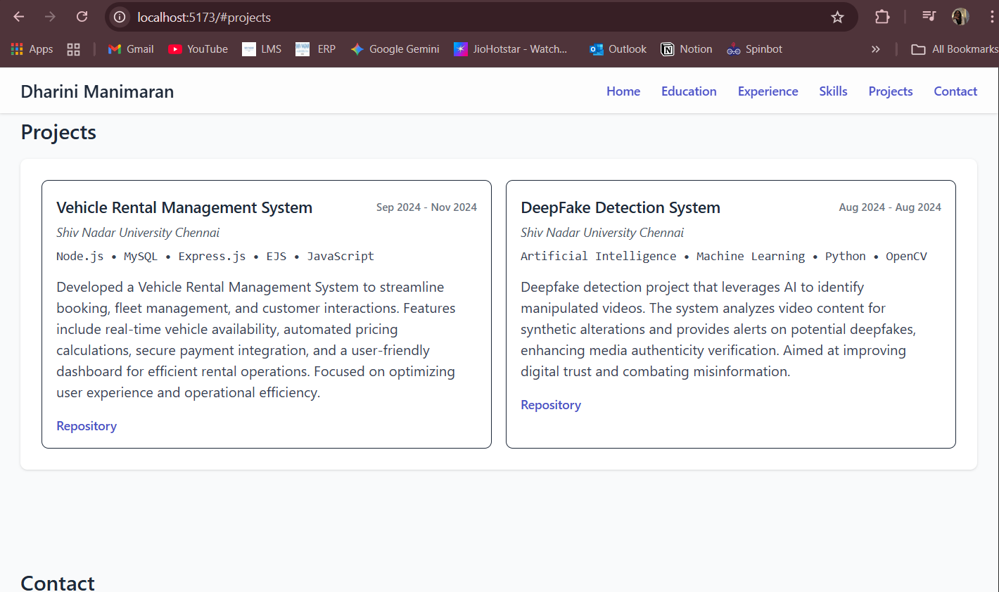 localhost:5173/#projects
Apps Gmail YouTube LMS ERP Google Gemini JioHotstar - Watch... Outlook Notion Spinbot » All Bookmarks
Dharini Manimaran Home Education Experience Skills Projects Contact
Projects
Vehicle Rental Management System Sep 2024 - Nov 2024
Shiv Nadar University Chennai
Node.js • MySQL • Express.js • EJS • JavaScript
Developed a Vehicle Rental Management System to streamline
booking, fleet management, and customer interactions. Features
include real-time vehicle availability, automated pricing
calculations, secure payment integration, and a user-friendly
dashboard for efficient rental operations. Focused on optimizing
user experience and operational efficiency.
Repository
DeepFake Detection System Aug 2024 - Aug 2024
Shiv Nadar University Chennai
Artificial Intelligence • Machine Learning • Python • OpenCV
Deepfake detection project that leverages AI to identify
manipulated videos. The system analyzes video content for
synthetic alterations and provides alerts on potential deepfakes,
enhancing media authenticity verification. Aimed at improving
digital trust and combating misinformation.
Repository
Contact